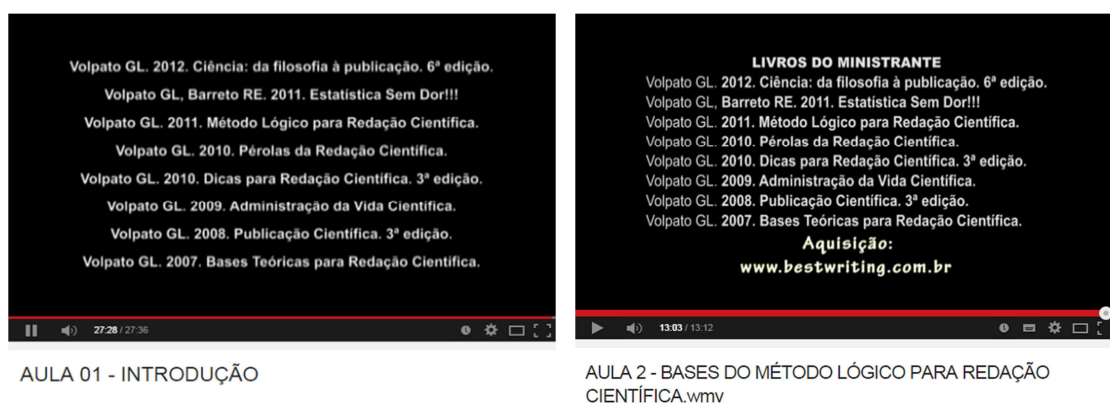 Volpato GL. 2012. Ciência: da filosofia à publicação. 6ª edição.
Volpato GL, Barreto RE. 2011. Estatística Sem Dor!!!
Volpato GL. 2011. Método Lógico para Redação Científica.
Volpato GL. 2010. Pérolas da Redação Científica.
Volpato GL. 2010. Dicas para Redação Científica. 3ª edição.
Volpato GL. 2009. Administração da Vida Científica.
Volpato GL. 2008. Publicação Científica. 3ª edição.
Volpato GL. 2007. Bases Teóricas para Redação Científica.
27:28 / 27:36
AULA 01 - INTRODUÇÃO
LIVROS DO MINISTRANTE
Volpato GL. 2012. Ciência: da filosofia à publicação. 6ª edição.
Volpato GL, Barreto RE. 2011. Estatística Sem Dor!!!
Volpato GL. 2011. Método Lógico para Redação Científica.
Volpato GL. 2010. Pérolas da Redação Científica.
Volpato GL. 2010. Dicas para Redação Científica. 3ª edição.
Volpato GL. 2009. Administração da Vida Científica.
Volpato GL. 2008. Publicação Científica. 3ª edição.
Volpato GL. 2007. Bases Teóricas para Redação Científica.
Aquisição:
www.bestwriting.com.br
13:03 / 13:12
AULA 2 - BASES DO MÉTODO LÓGICO PARA REDAÇÃO
CIENTÍFICA.wmv